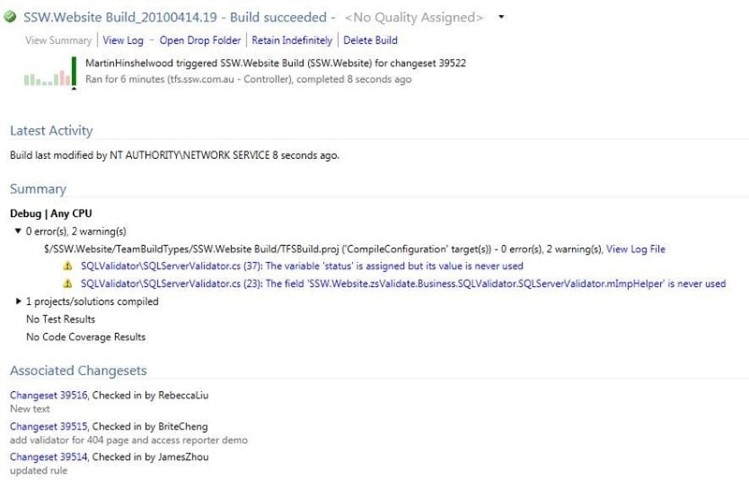 SSW.Website Build_20100414.19 - Build succeeded - <No Quality Assigned>
View Summary | View Log - Open Drop Folder | Retain Indefinitely | Delete Build
MartinHinshelwood triggered SSW.Website Build (SSW.Website) for changeset 39522
Ran for 6 minutes (tfs.ssw.com.au - Controller), completed 8 seconds ago
Latest Activity
Build last modified by NT AUTHORITY\NETWORK SERVICE 8 seconds ago.
Summary
Debug | Any CPU
0 error(s), 2 warning(s)
$/SSW.Website/TeamBuildTypes/SSW.Website Build/TFSBuild.proj ('CompileConfiguration' target(s)) - 0 error(s), 2 warning(s), View Log File
SQLValidator\SQLServerValidator.cs (37): The variable 'status' is assigned but its value is never used
SQLValidator\SQLServerValidator.cs (23): The field 'SSW.Website.zsValidate.Business.SQLValidator.SQLServerValidator.mImpHelper' is never used
1 projects/solutions compiled
No Test Results
No Code Coverage Results
Associated Changesets
Changeset 39516, Checked in by RebeccaLiu
New text
Changeset 39515, Checked in by BriteCheng
add validator for 404 page and access reporter demo
Changeset 39514, Checked in by JamesZhou
updated rule